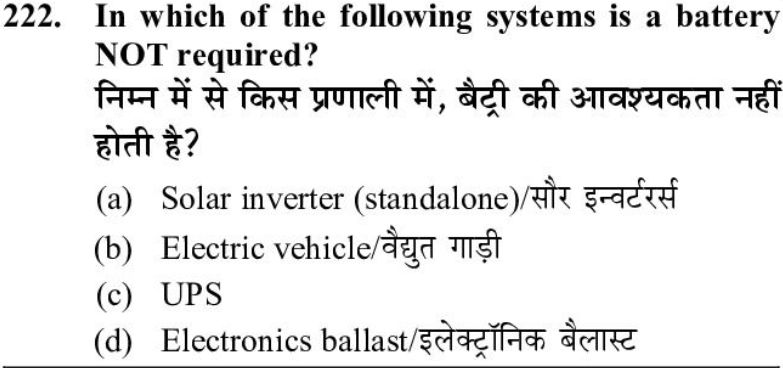 222. In which of the following systems is a battery
NOT required?
निम्न में से किस प्रणाली में, बैट्री की आवश्यकता नहीं
होती है?
(a) Solar inverter (standalone)/सौर इन्वर्टरर्स
(b) Electric vehicle/वैद्युत गाड़ी
(c) UPS
(d) Electronics ballast/इलेक्ट्रॉनिक बैलास्ट